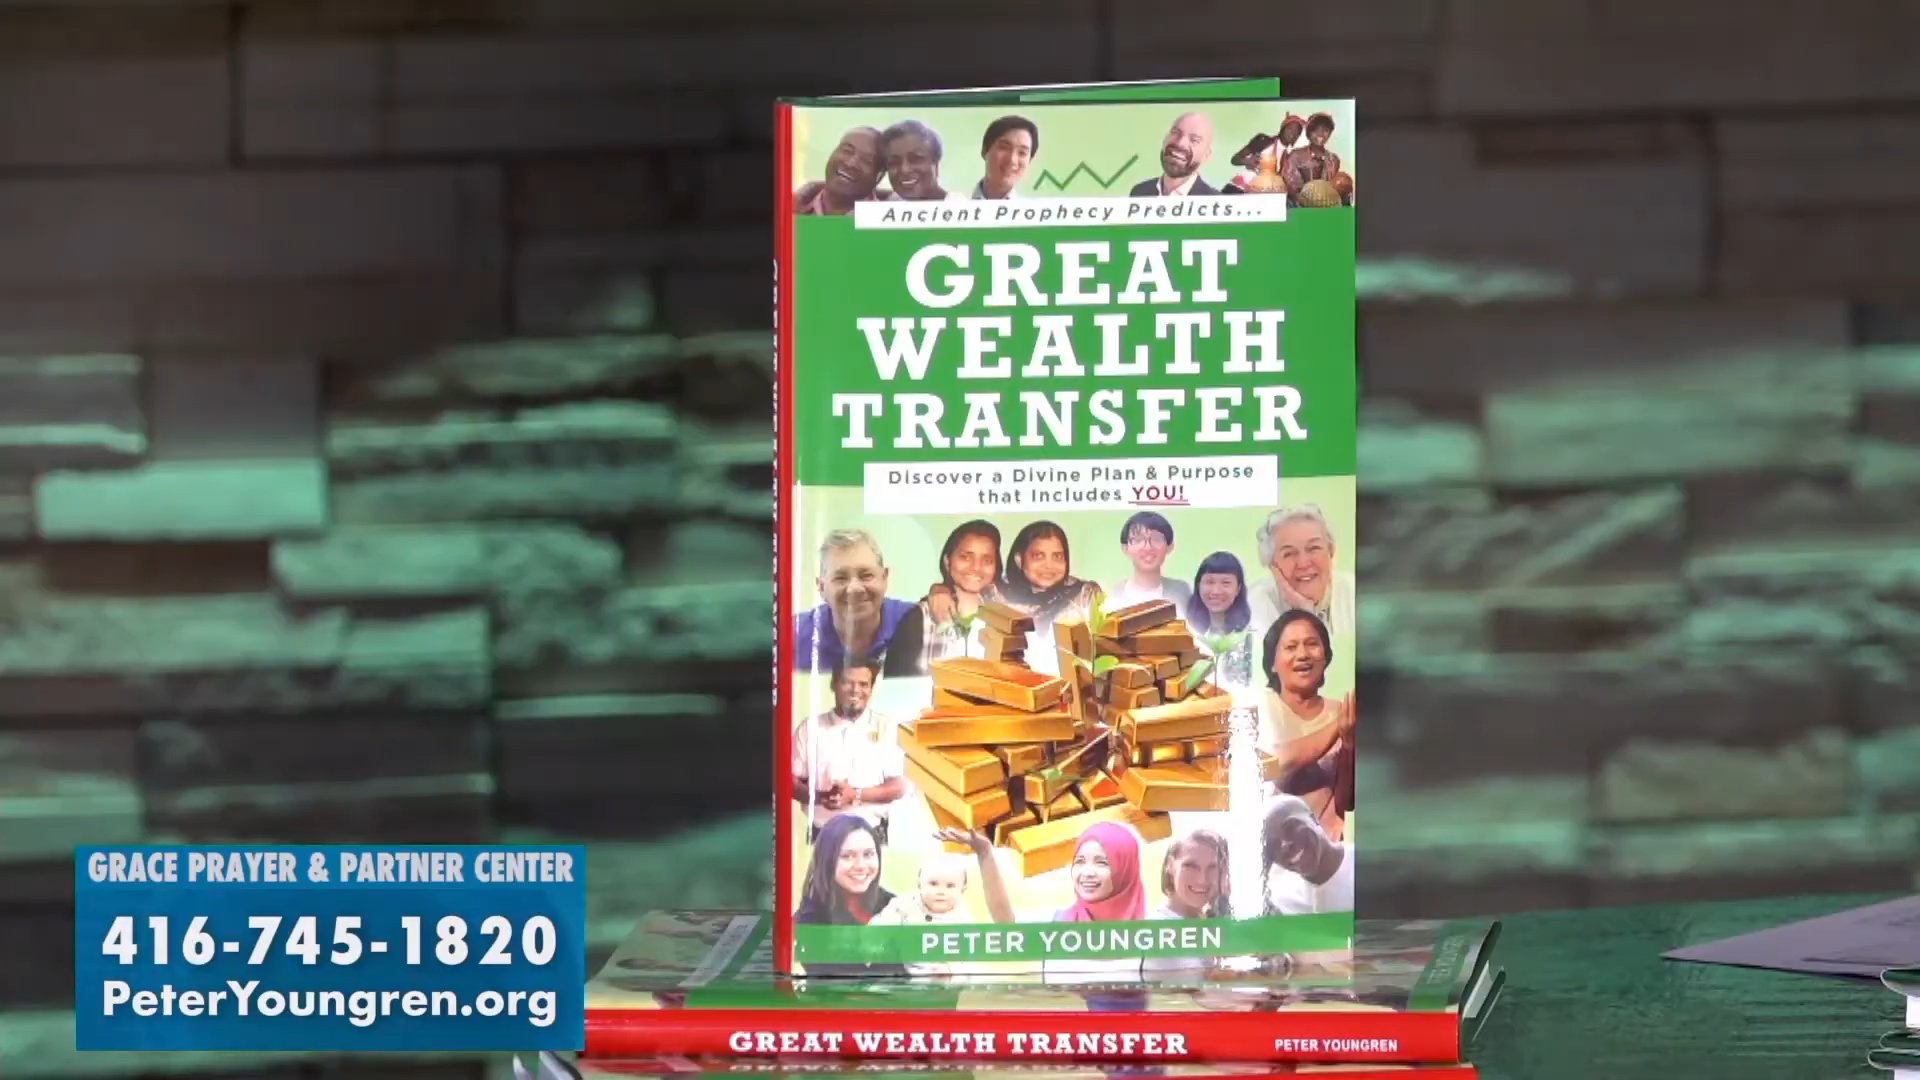 Ancient Prophecy Predicts...
GREAT
WEALTH
TRANSFER
Discover a Divine Plan & Purpose
that Includes YOU!
PETER YOUNGREN
GREAT WEALTH TRANSFER PETER YOUNGREN
GRACE PRAYER & PARTNER CENTER
416-745-1820
PeterYoungren.org